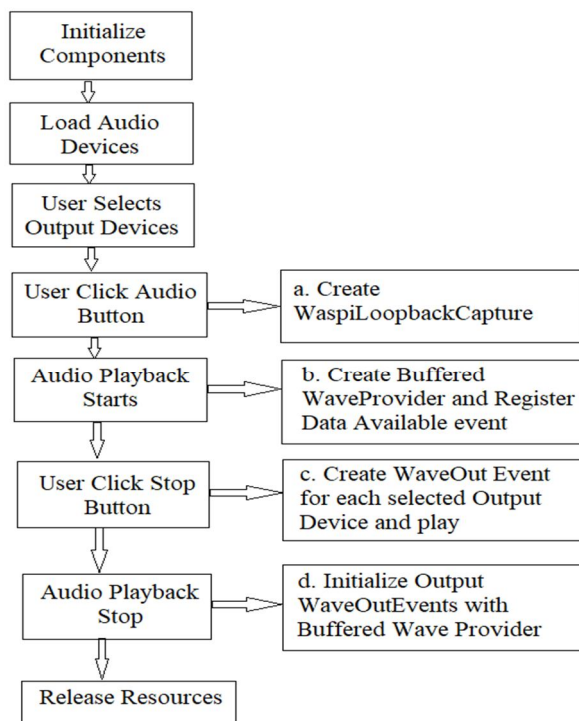 Initialize
Components
Load Audio
Devices
User Selects
Output Devices
User Click Audio
Button
a. Create
WaspiLoopbackCapture
Audio Playback
Starts
b. Create Buffered
WaveProvider and Register
Data Available event
User Click Stop
Button
c. Create WaveOut Event
for each selected Output
Device and play
Audio Playback
Stop
d. Initialize Output
WaveOutEvents with
Buffered Wave Provider
Release Resources